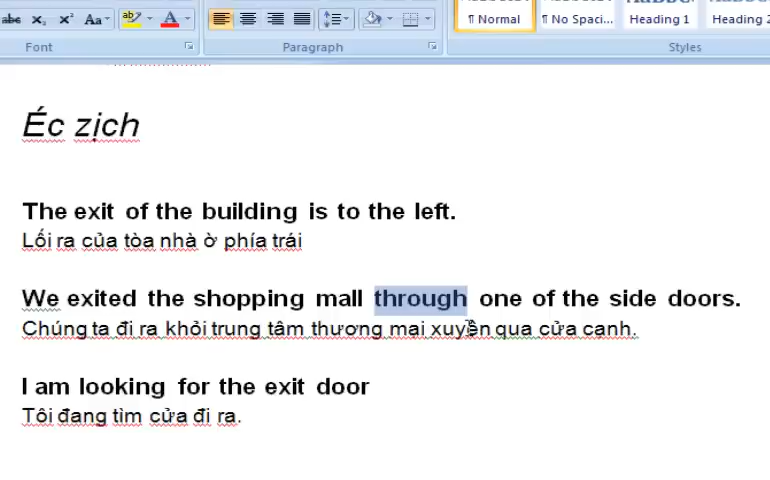 Aa
ab
A
Normal
No Spaci...
Heading 1
Heading 2
Font
Paragraph
Styles
Éc zịch
The exit of the building is to the left.
Lối ra của tòa nhà ở phía trái
We exited the shopping mall through one of the side doors.
Chúng ta đi ra khỏi trung tâm thương mại xuyên qua cửa cạnh.
I am looking for the exit door
Tôi đang tìm cửa đi ra.